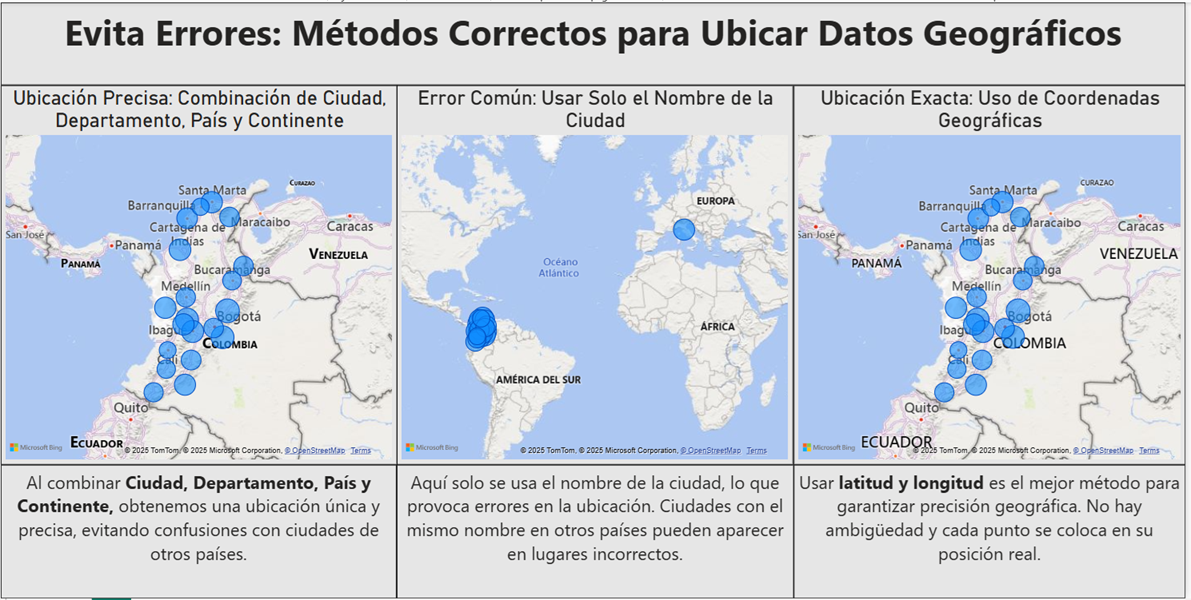 Evita Errores: Métodos Correctos para Ubicar Datos Geográficos
Ubicación Precisa: Combinación de Ciudad,
Departamento, País y Continente
Santa Marta
CURAZAO
Barranquilla
Cartagena de
Indias
Maracaibo
Caracas
San José
Panamá
PANAMÁ
VENEZUELA
Bucaramanga
Medellín
Bogotá
Ibagu
COLOMBIA
Cali
Quito
ECUADOR
Microsoft Bing
© 2025 TomTom, © 2025 Microsoft Corporation, © OpenStreetMap Terms
Al combinar Ciudad, Departamento, País y
Continente, obtenemos una ubicación única y
precisa, evitando confusiones con ciudades de
otros países.
Error Común: Usar Solo el Nombre de la
Ciudad
EUROPA
Océano
Atlántico
ÁFRICA
AMÉRICA DEL SUR
Microsoft Bing
© 2025 TomTom, © 2025 Microsoft Corporation, © OpenStreetMap Terms
Aquí solo se usa el nombre de la ciudad, lo que
provoca errores en la ubicación. Ciudades con el
mismo nombre en otros países pueden aparecer
en lugares incorrectos.
Ubicación Exacta: Uso de Coordenadas
Geográficas
Santa Marta
CURAZAO
Barranquilla
Cartagena de
Indias
Maracaibo
Caracas
San José
Panamá
PANAMÁ
VENEZUELA
Bucaramanga
Medellín
Bogotá
Ibagu
COLOMBIA
Cali
Quito
ECUADOR
Microsoft Bing
© 2025 TomTom, © 2025 Microsoft Corporation, © OpenStreetMap Terms
Usar latitud y longitud es el mejor método para
garantizar precisión geográfica. No hay
ambigüedad y cada punto se coloca en su
posición real.